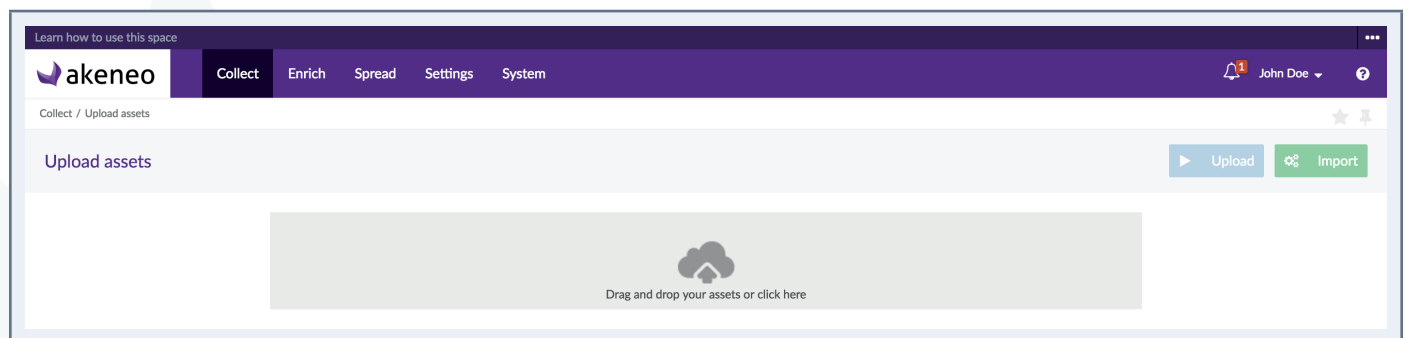 Learn how to use this space
akeneo Collect Enrich Spread Settings System 1 John Doe ?
Collect / Upload assets
Upload assets Upload Import
Drag and drop your assets or click here